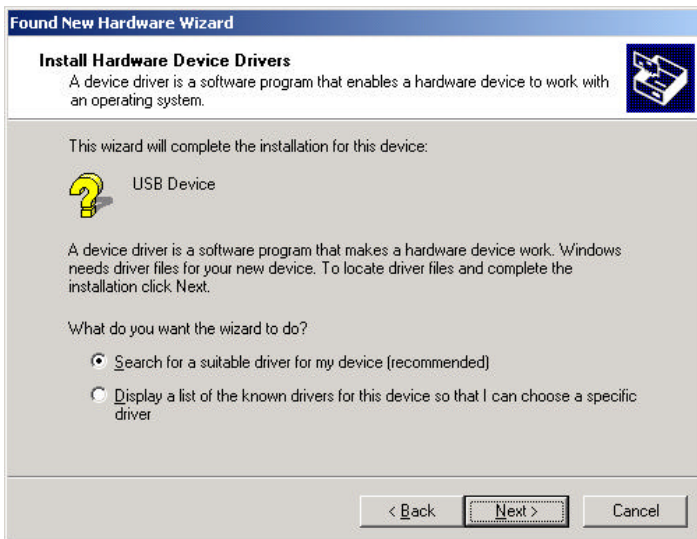 Found New Hardware Wizard
Install Hardware Device Drivers
A device driver is a software program that enables a hardware device to work with
an operating system.
This wizard will complete the installation for this device:
USB Device
A device driver is a software program that makes a hardware device work. Windows
needs driver files for your new device. To locate driver files and complete the
installation click Next.
What do you want the wizard to do?
Search for a suitable driver for my device (recommended)
Display a list of the known drivers for this device so that I can choose a specific
driver
< Back Next > Cancel